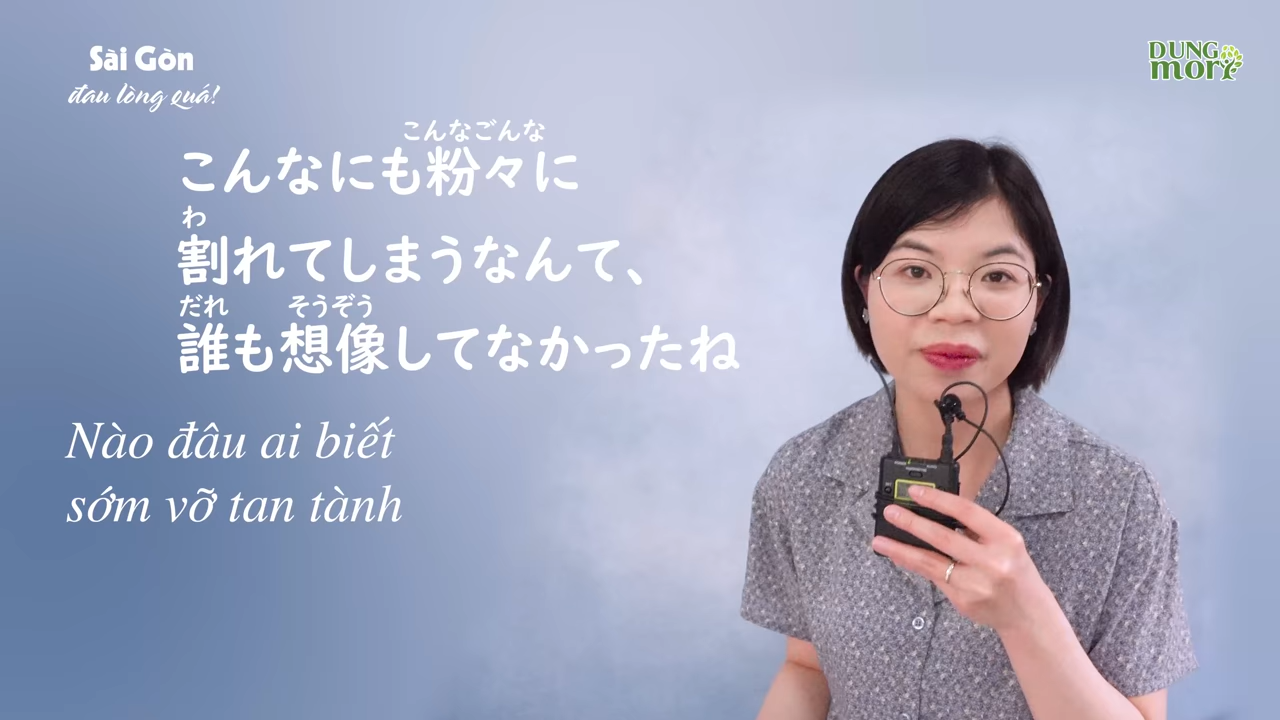 Sài Gòn
đau lòng quá!
DUNG
mori
こんなごんな
こんなにも粉々に
わ
割れてしまうなんて、
だれ そうぞう
誰も想像してなかったね
Nào đâu ai biết
sớm vỡ tan tành